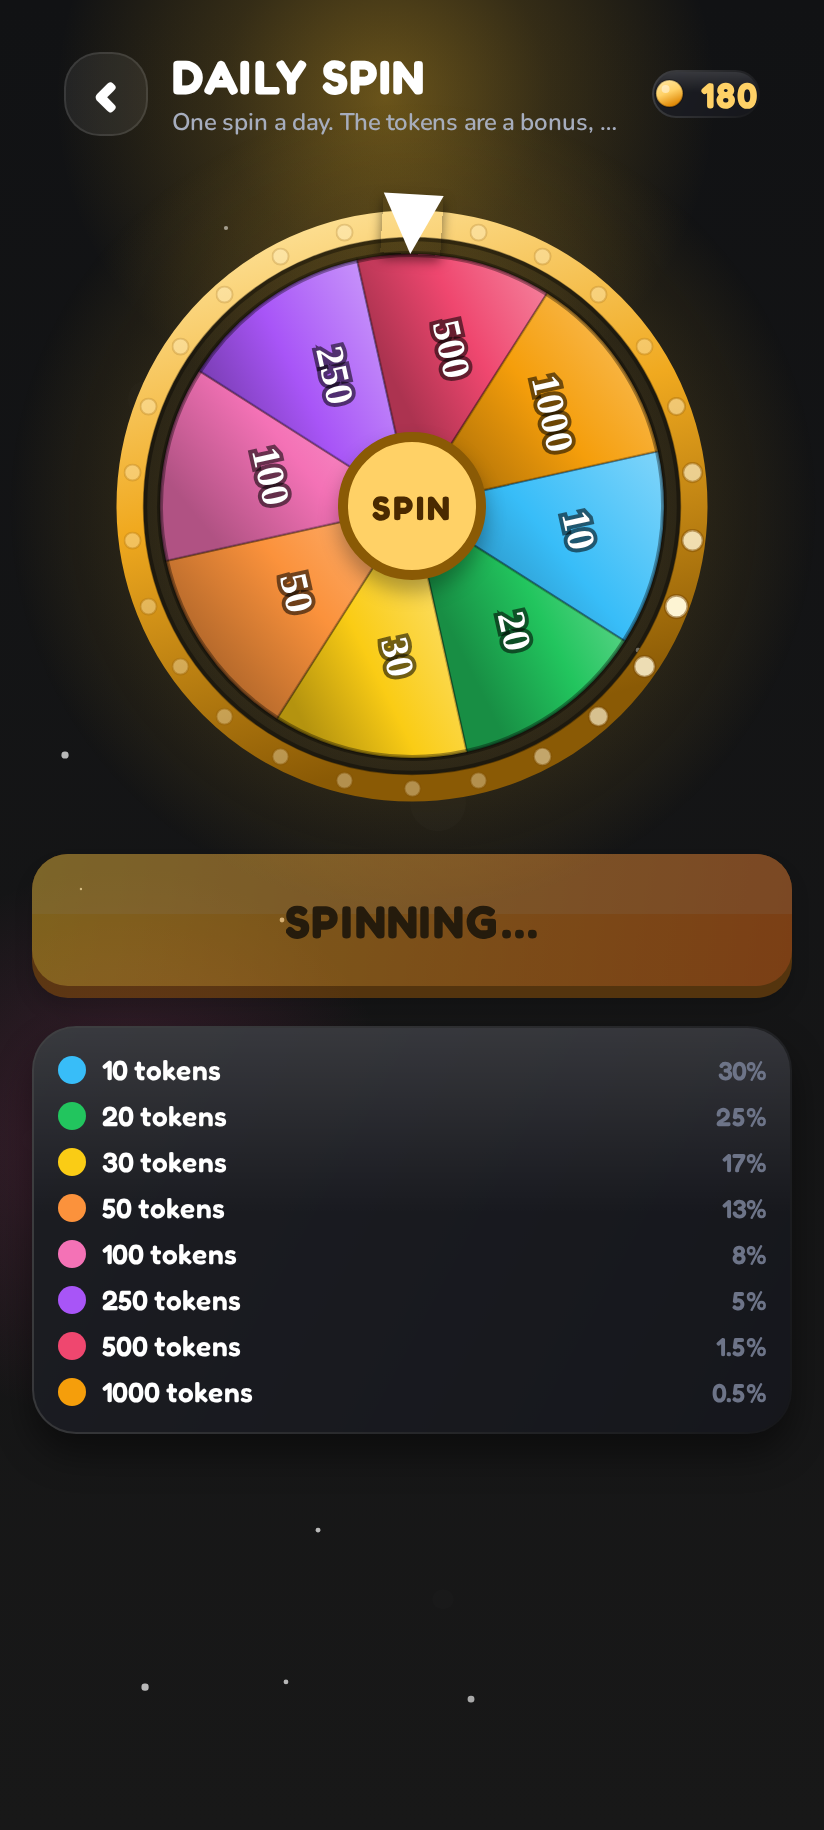 DAILY SPIN
One spin a day. The tokens are a bonus, ...
180
500
250
1000
100
10
SPIN
50
20
30
SPINNING...
10 tokens 30%
20 tokens 25%
30 tokens 17%
50 tokens 13%
100 tokens 8%
250 tokens 5%
500 tokens 1.5%
1000 tokens 0.5%